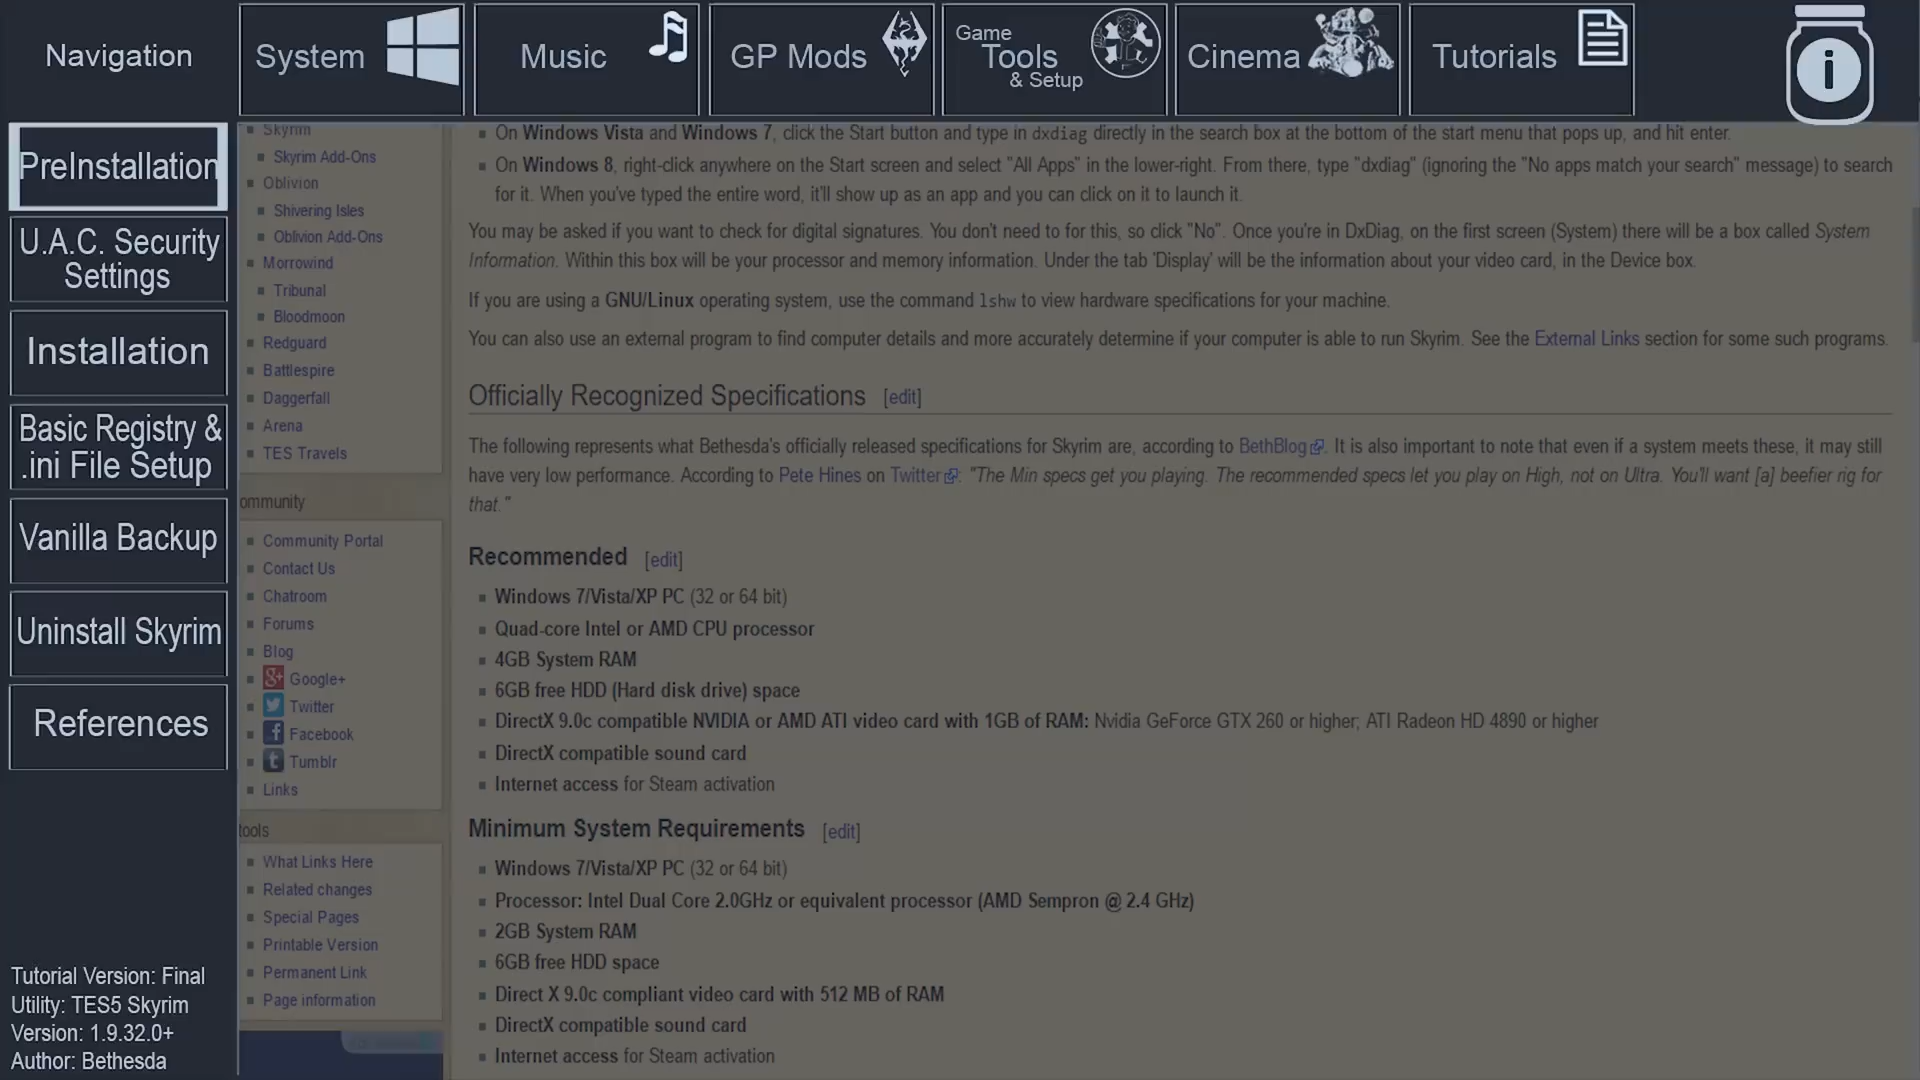 Navigation
System
Music
GP Mods
Game
Tools
& Setup
Cinema
Tutorials
i
PreInstallation
U.A.C. Security
Settings
Installation
Basic Registry &
.ini File Setup
Vanilla Backup
Uninstall Skyrim
References
Tutorial Version: Final
Utility: TES5 Skyrim
Version: 1.9.32.0+
Author: Bethesda
Skyrim
Skyrim Add-Ons
Oblivion
Shivering Isles
Oblivion Add-Ons
Morrowind
Tribunal
Bloodmoon
Redguard
Battlespire
Daggerfall
Arena
TES Travels
ommunity
Community Portal
Contact Us
Chatroom
Forums
Blog
Google+
Twitter
Facebook
Tumblr
Links
tools
What Links Here
Related changes
Special Pages
Printable Version
Permanent Link
Page information
On Windows Vista and Windows 7, click the Start button and type in dxdiag directly in the search box at the bottom of the start menu that pops up, and hit enter.
On Windows 8, right-click anywhere on the Start screen and select "All Apps" in the lower-right. From there, type "dxdiag" (ignoring the "No apps match your search" message) to search
for it. When you've typed the entire word, it'll show up as an app and you can click on it to launch it.
You may be asked if you want to check for digital signatures. You don't need to for this, so click "No". Once you're in DxDiag, on the first screen (System) there will be a box called System
Information. Within this box will be your processor and memory information. Under the tab 'Display' will be the information about your video card, in the Device box.
If you are using a GNU/Linux operating system, use the command lshw to view hardware specifications for your machine.
You can also use an external program to find computer details and more accurately determine if your computer is able to run Skyrim. See the External Links section for some such programs.
Officially Recognized Specifications [edit]
The following represents what Bethesda's officially released specifications for Skyrim are, according to BethBlog. It is also important to note that even if a system meets these, it may still
have very low performance. According to Pete Hines on Twitter: "The Min specs get you playing. The recommended specs let you play on High, not on Ultra. You'll want [a] beefier rig for
that."
Recommended [edit]
Windows 7/Vista/XP PC (32 or 64 bit)
Quad-core Intel or AMD CPU processor
4GB System RAM
6GB free HDD (Hard disk drive) space
DirectX 9.0c compatible NVIDIA or AMD ATI video card with 1GB of RAM: Nvidia GeForce GTX 260 or higher; ATI Radeon HD 4890 or higher
DirectX compatible sound card
Internet access for Steam activation
Minimum System Requirements [edit]
Windows 7/Vista/XP PC (32 or 64 bit)
Processor: Intel Dual Core 2.0GHz or equivalent processor (AMD Sempron @ 2.4 GHz)
2GB System RAM
6GB free HDD space
Direct X 9.0c compliant video card with 512 MB of RAM
DirectX compatible sound card
Internet access for Steam activation